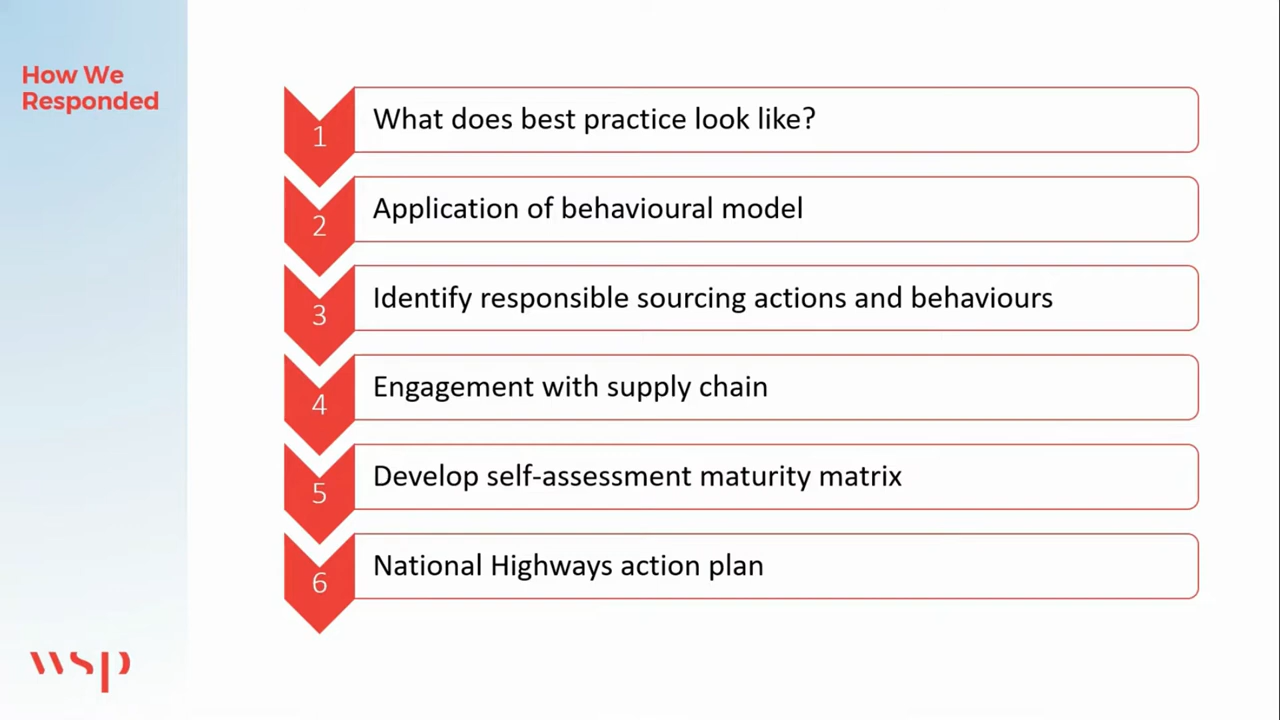 How We
Responded
1
What does best practice look like?
2
Application of behavioural model
3
Identify responsible sourcing actions and behaviours
4
Engagement with supply chain
5
Develop self-assessment maturity matrix
6
National Highways action plan
wsp